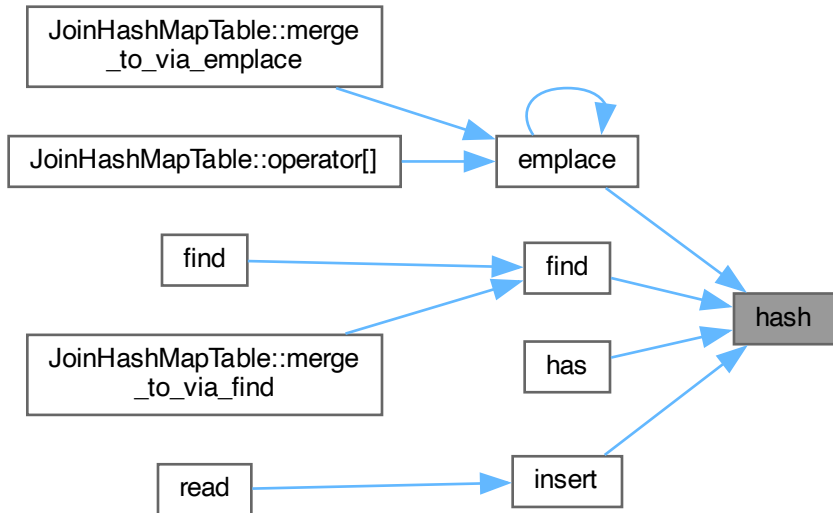 JoinHashMapTable::merge
_to_via_emplace
JoinHashMapTable::operator[]
emplace
find
find
hash
JoinHashMapTable::merge
_to_via_find
has
read
insert